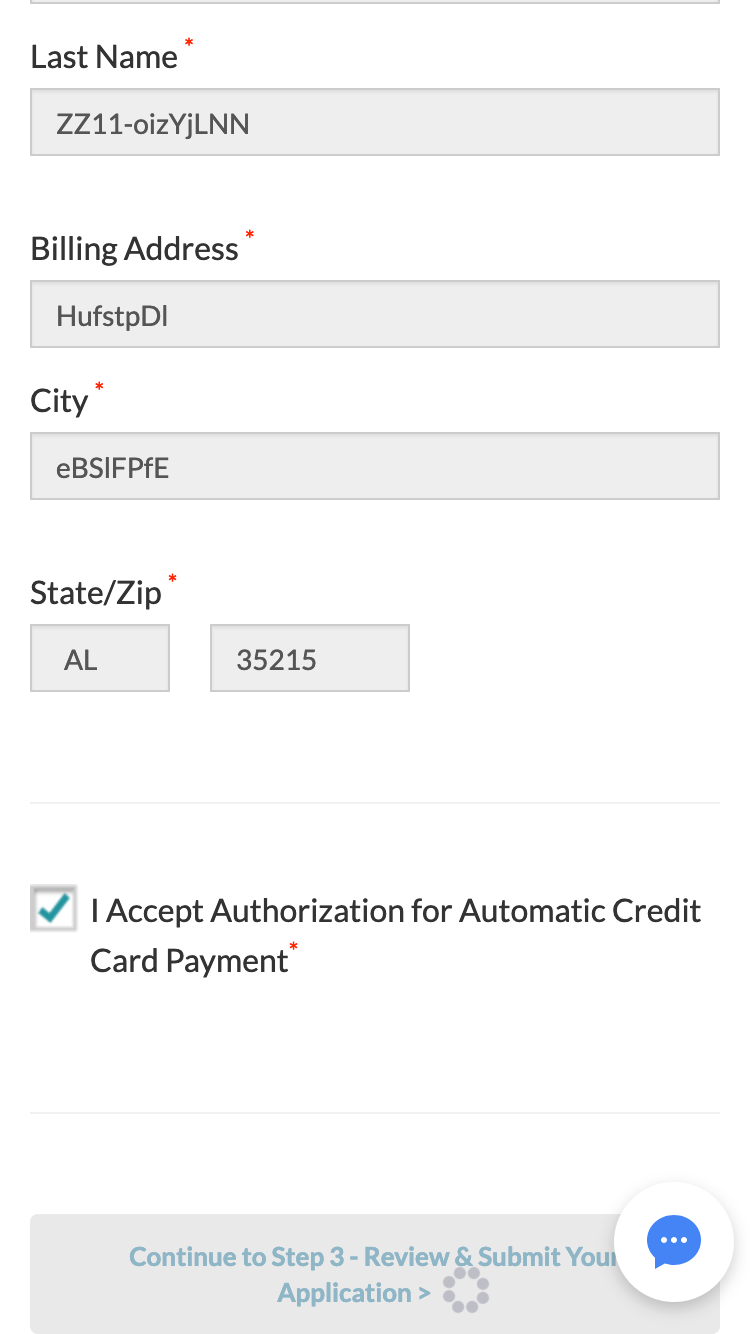 Last Name *
ZZ11-oizYjLNN
Billing Address *
HufstpDl
City *
eBSlFPfE
State/Zip *
AL 35215
I Accept Authorization for Automatic Credit
Card Payment*
Continue to Step 3 - Review & Submit Your
Application >